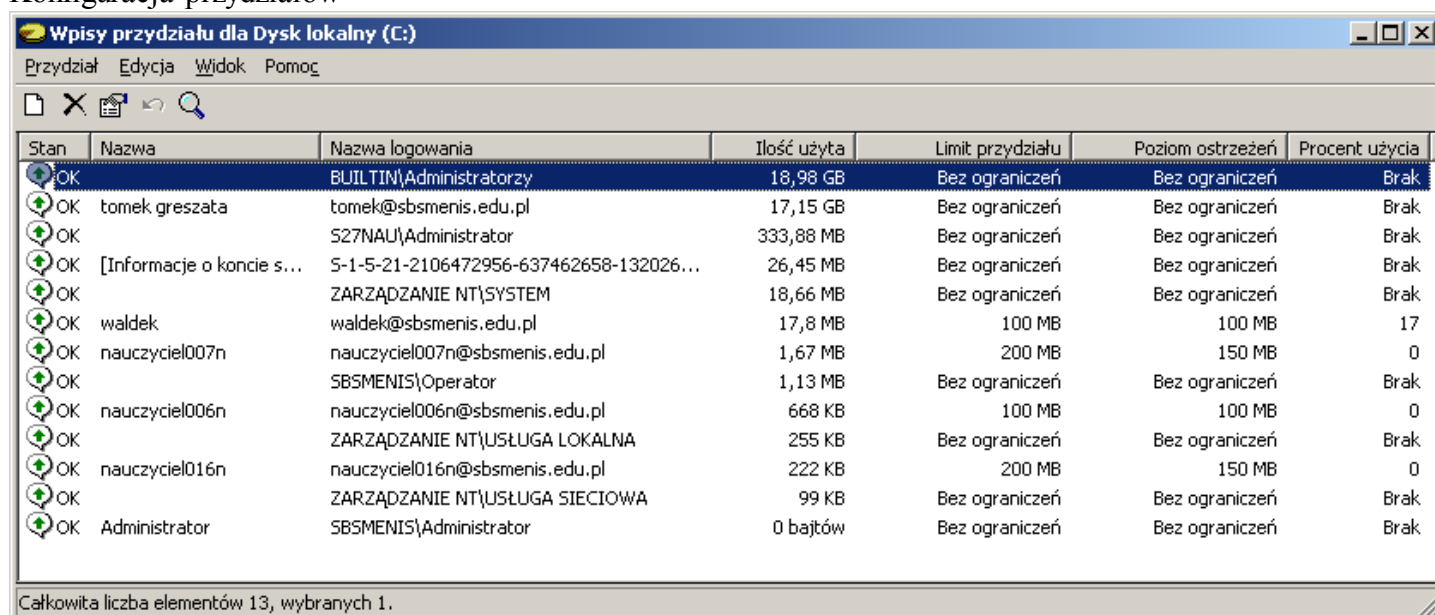 Konfiguracja przydziałów
Wpisy przydziału dla Dysk lokalny (C:)
Przydział Edycja Widok Pomoc
Stan Nazwa Nazwa logowania Ilość użyta Limit przydziału Poziom ostrzeżeń Procent użycia
OK BUILTIN\Administratorzy 18,98 GB Bez ograniczeń Bez ograniczeń Brak
OK tomek greszata tomek@sbsmenis.edu.pl 17,15 GB Bez ograniczeń Bez ograniczeń Brak
OK S27NAU\Administrator 333,88 MB Bez ograniczeń Bez ograniczeń Brak
OK [Informacje o koncie s... S-1-5-21-2106472956-637462658-132026... 26,45 MB Bez ograniczeń Bez ograniczeń Brak
OK ZARZĄDZANIE NT\SYSTEM 18,66 MB Bez ograniczeń Bez ograniczeń Brak
OK waldek waldek@sbsmenis.edu.pl 17,8 MB 100 MB 100 MB 17
OK nauczyciel007n nauczyciel007n@sbsmenis.edu.pl 1,67 MB 200 MB 150 MB 0
OK SBSMENIS\Operator 1,13 MB Bez ograniczeń Bez ograniczeń Brak
OK nauczyciel006n nauczyciel006n@sbsmenis.edu.pl 668 KB 100 MB 100 MB 0
OK ZARZĄDZANIE NT\USŁUGA LOKALNA 255 KB Bez ograniczeń Bez ograniczeń Brak
OK nauczyciel016n nauczyciel016n@sbsmenis.edu.pl 222 KB 200 MB 150 MB 0
OK ZARZĄDZANIE NT\USŁUGA SIECIOWA 99 KB Bez ograniczeń Bez ograniczeń Brak
OK Administrator SBSMENIS\Administrator 0 bajtów Bez ograniczeń Bez ograniczeń Brak
Całkowita liczba elementów 13, wybranych 1.